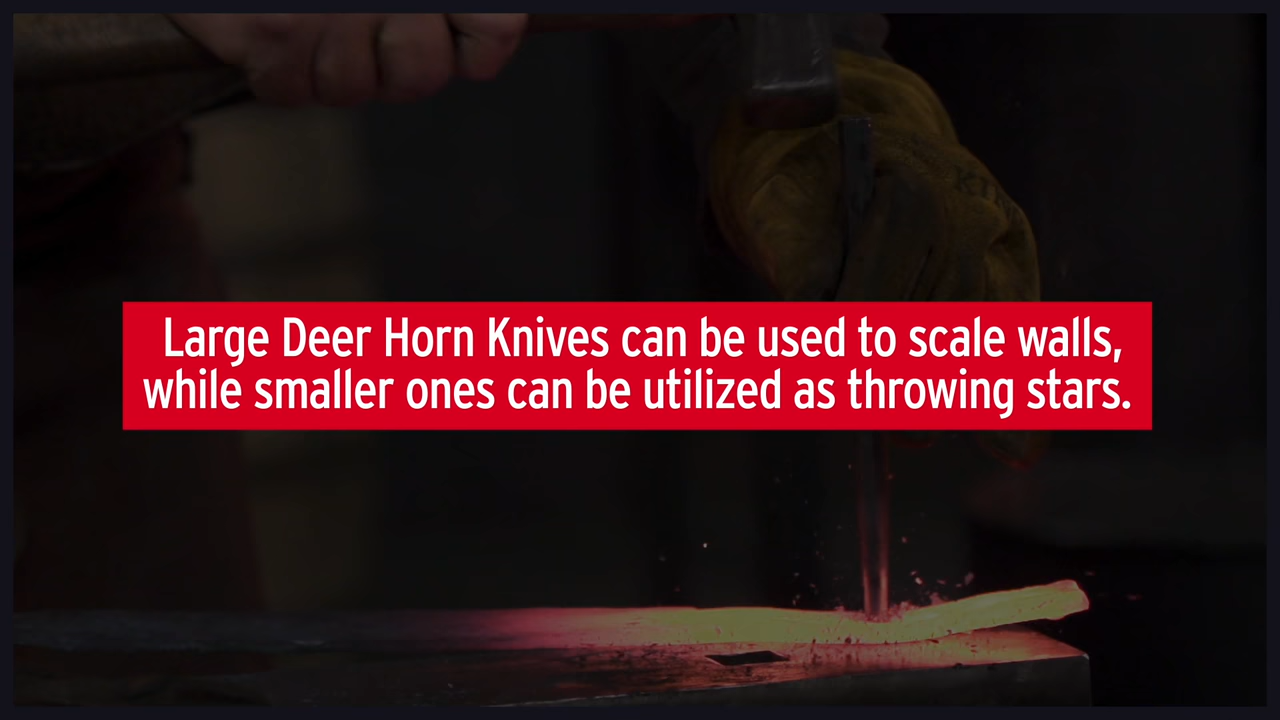 Large Deer Horn Knives can be used to scale walls,
while smaller ones can be utilized as throwing stars.